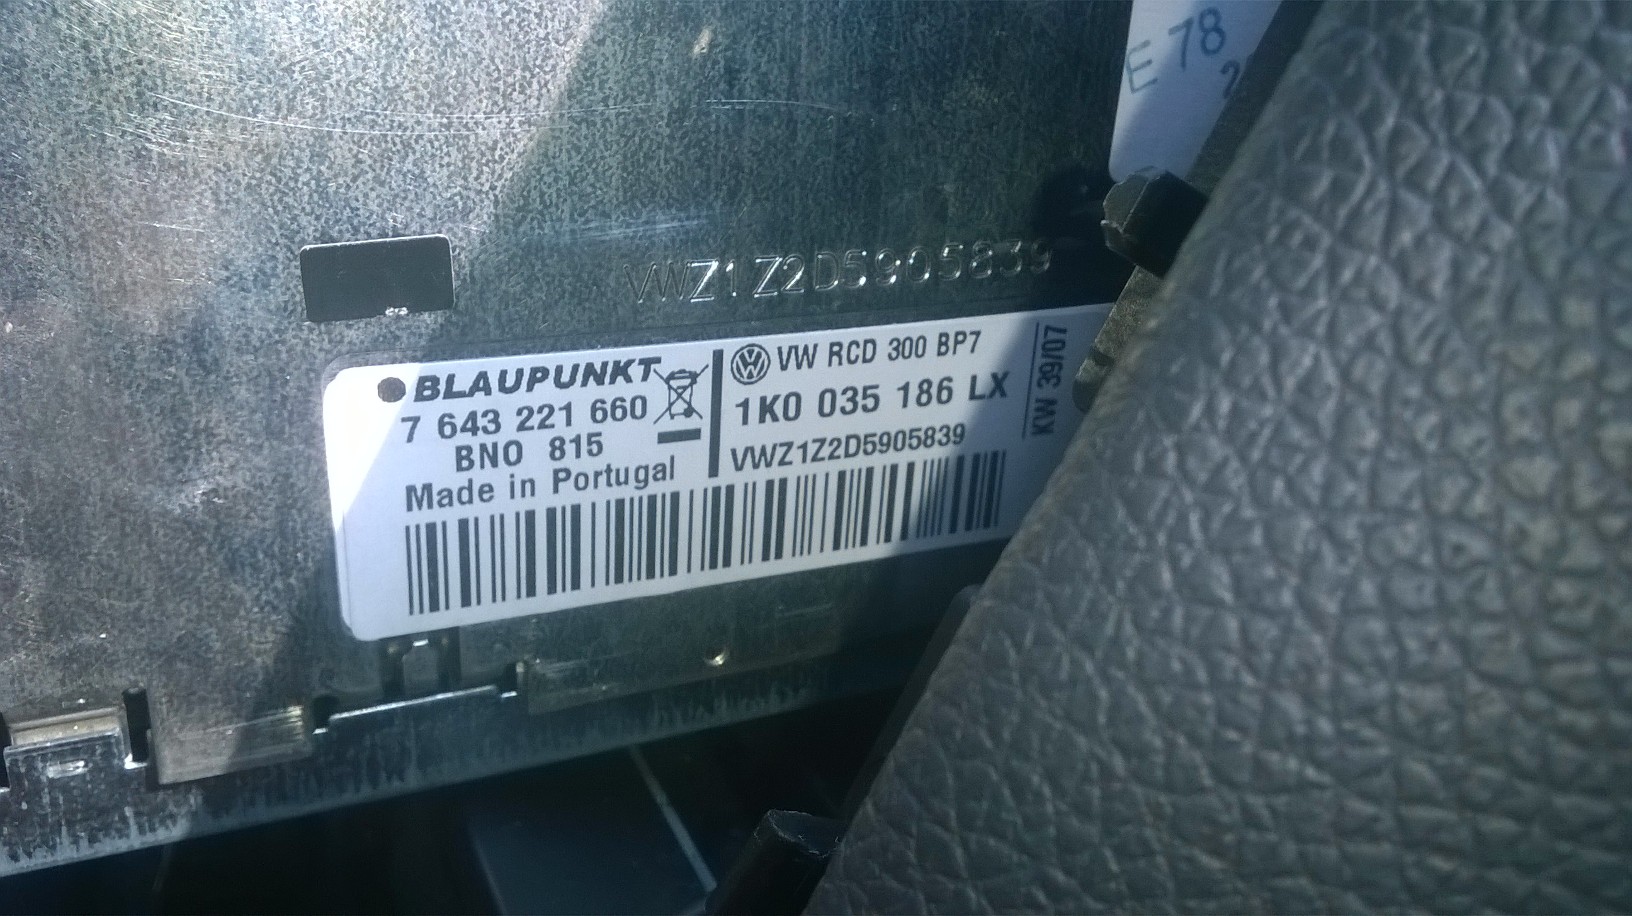 E 78
2
VWZ1Z2D5905839
BLAUPUNKT
7 643 221 660
BNO 815
Made in Portugal
VW RCD 300 BP7
1K0 035 186 LX
VWZ1Z2D5905839
KW 39/07